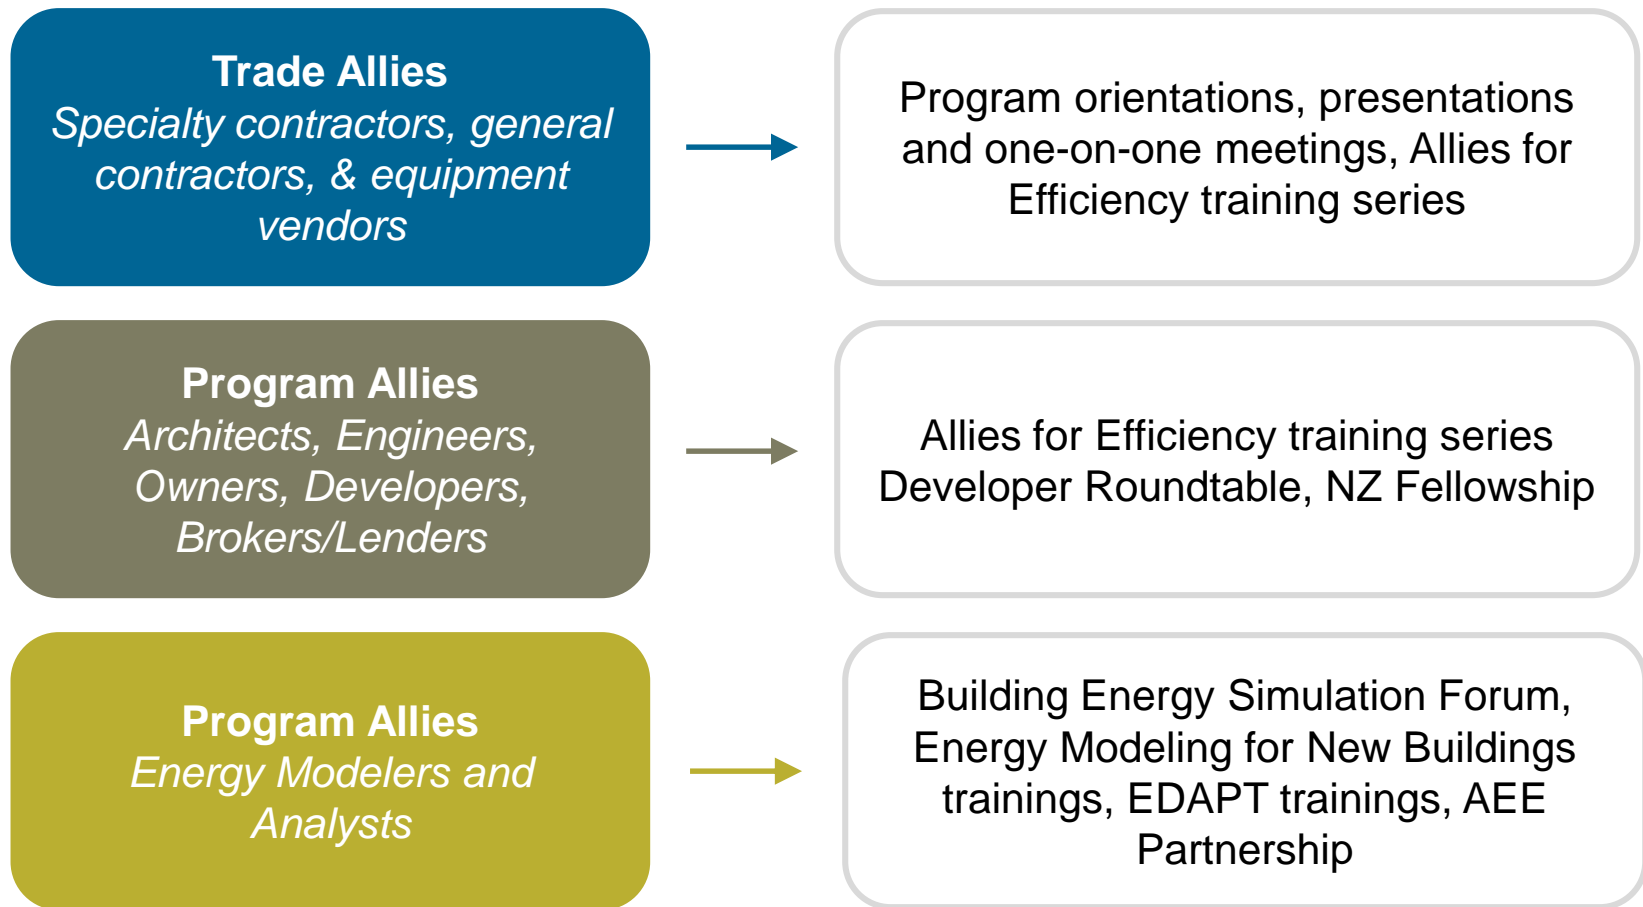 Trade Allies
Specialty contractors, general
contractors, & equipment
vendors
Program orientations, presentations
and one-on-one meetings, Allies for
Efficiency training series
Program Allies
Architects, Engineers,
Owners, Developers,
Brokers/Lenders
Allies for Efficiency training series
Developer Roundtable, NZ Fellowship
Program Allies
Energy Modelers and
Analysts
Building Energy Simulation Forum,
Energy Modeling for New Buildings
trainings, EDAPT trainings, AEE
Partnership